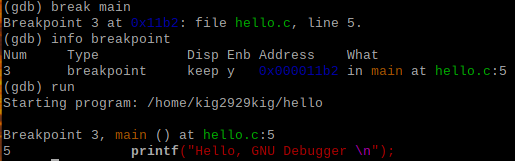 (gdb) break main
Breakpoint 3 at 0x11b2: file hello.c, line 5.
(gdb) info breakpoint
Num     Type           Disp Enb Address    What
3       breakpoint     keep y   0x000011b2 in main at hello.c:5
(gdb) run
Starting program: /home/kig2929kig/hello
Breakpoint 3, main () at hello.c:5
5               printf("Hello, GNU Debugger \n");